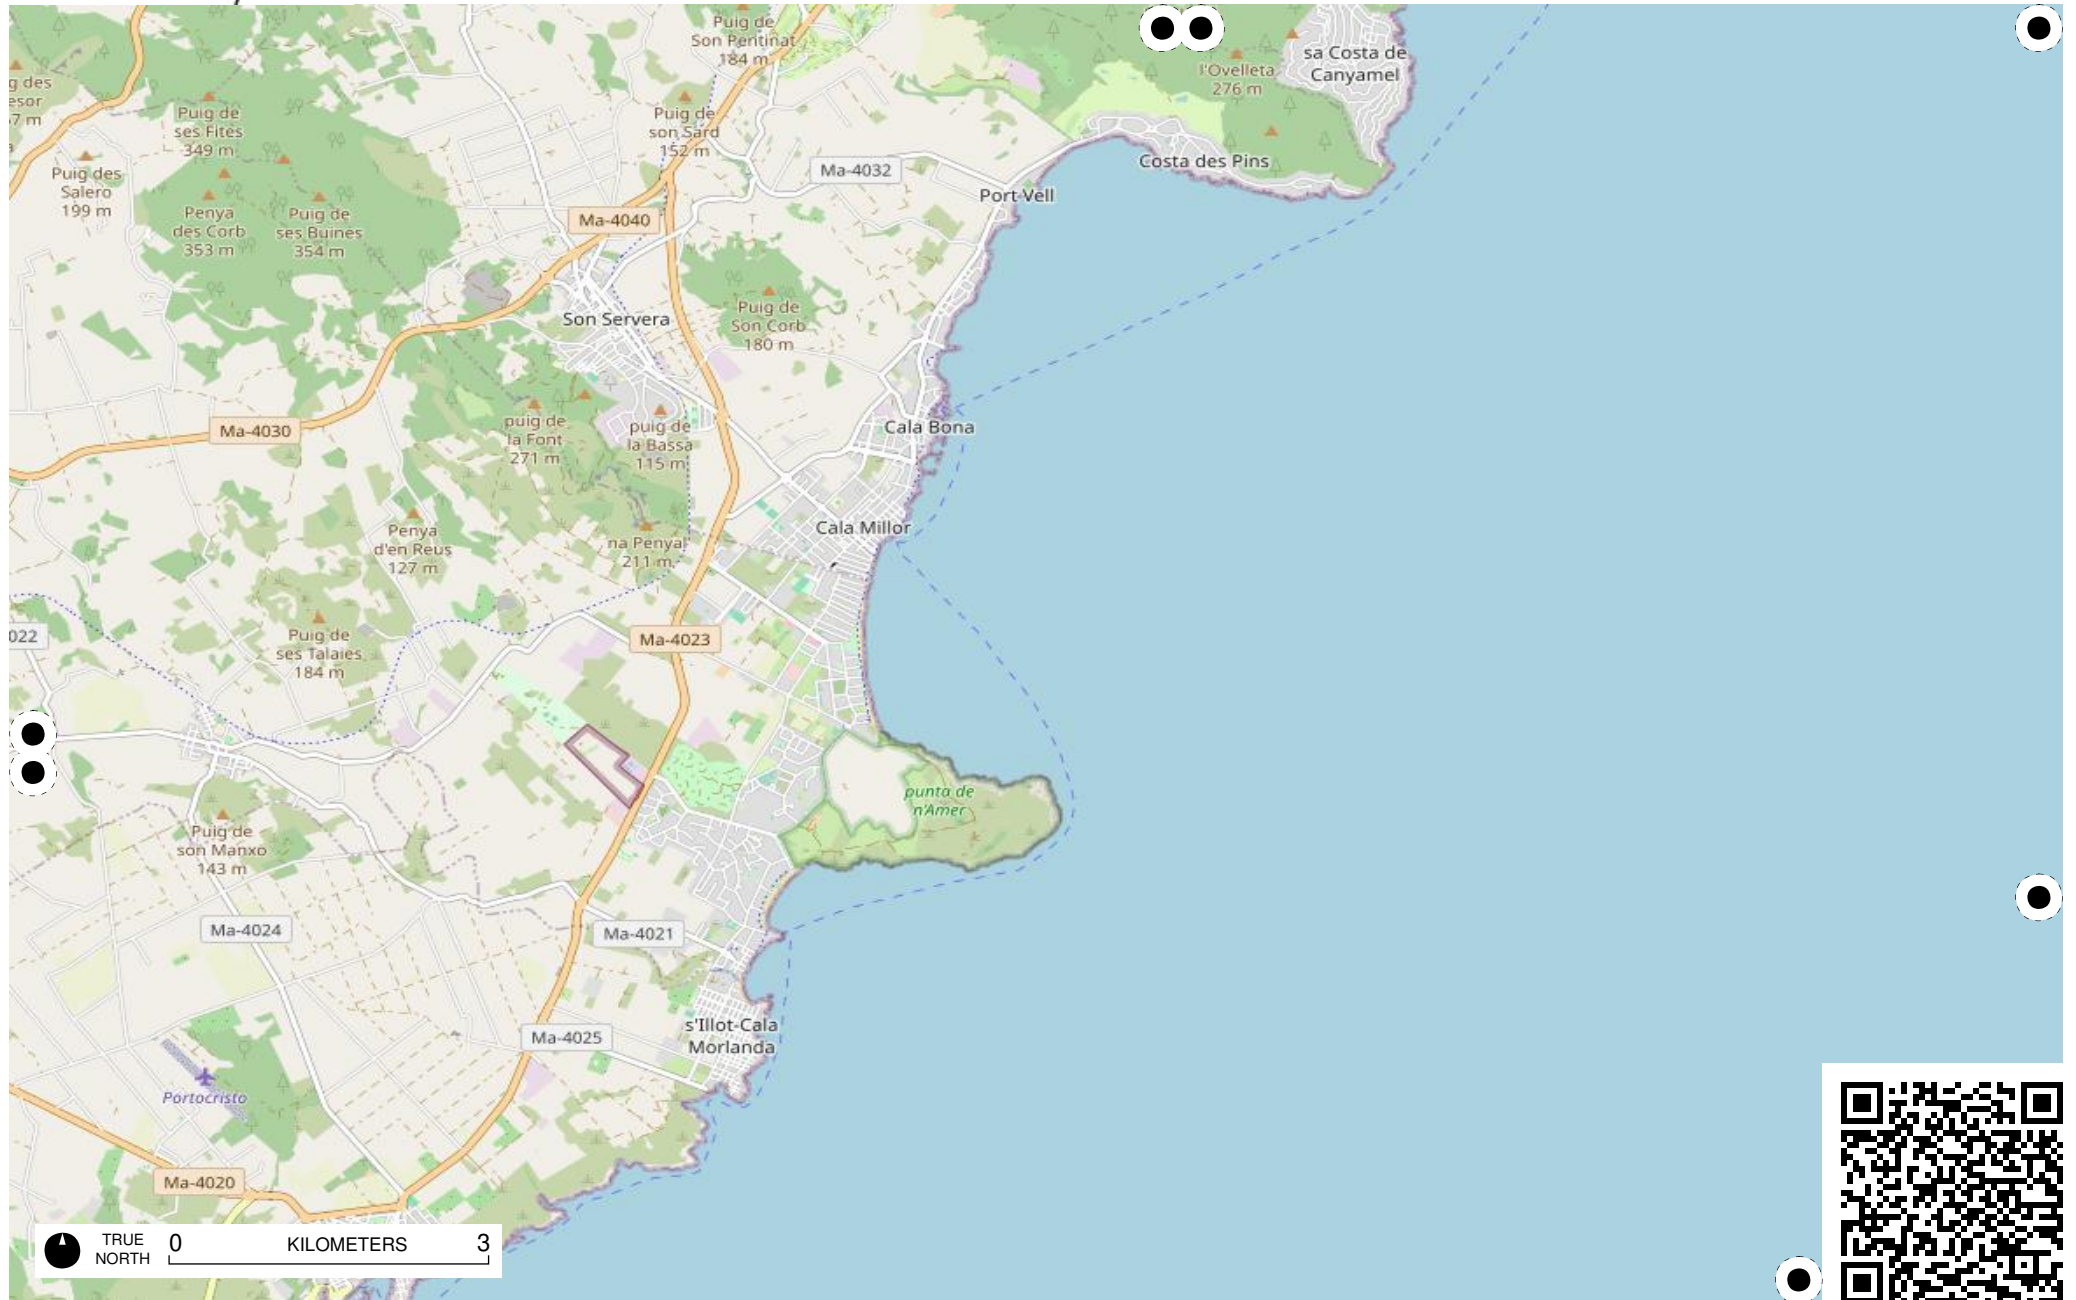 Puig de
Son Pentinat
184 m
sa Costa de
Canyamel
l'Ovelleta
276 m
g des
esor
7 m
Puig de
ses Fites
349 m
Puig de
son Sard
152 m
Puig des
Salero
199 m
Ma-4032
Costa des Pins
Port Vell
Penya
des Corb
353 m
Puig de
ses Buines
354 m
Ma-4040
Son Servera
Puig de
Son Corb
180 m
Ma-4030
puig de
la Font
271 m
puig de
la Bassa
115 m
Cala Bona
Cala Millor
Penya
d'en Reus
127 m
na Penyal
211 m
022
Puig de
ses Talaies
184 m
Ma-4023
punta de
n'Amer
Puig de
son Manxo
143 m
Ma-4024
Ma-4021
s'Illot-Cala
Morlanda
Ma-4025
Portocristo
Ma-4020
TRUE
NORTH
0 KILOMETERS 3